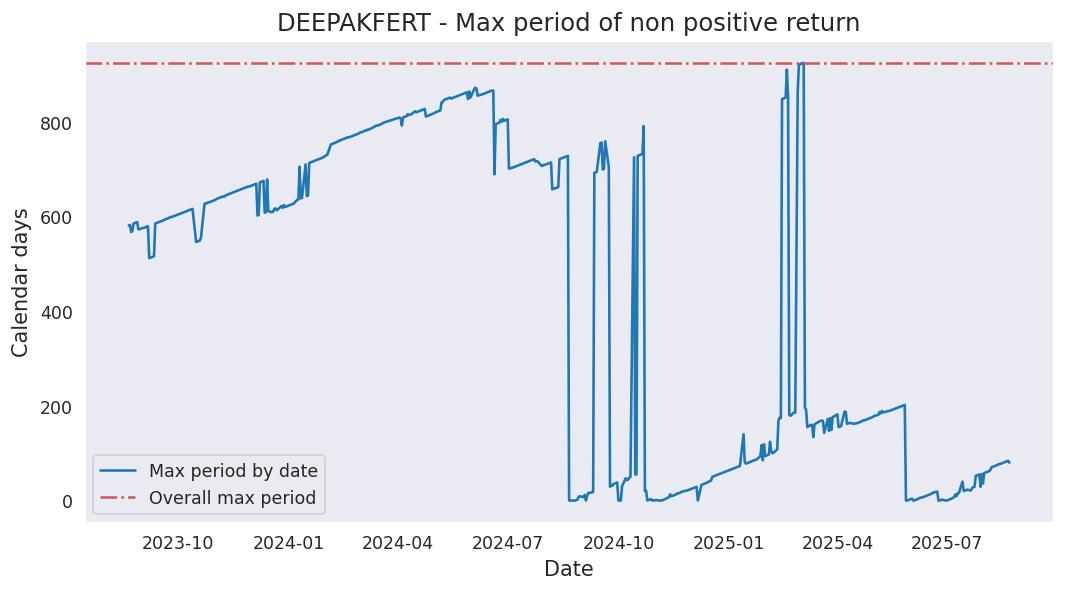 DEEPAKFERT - Max period of non positive return
Calendar days
800
600
400
200
0
Max period by date
Overall max period
2023-10
2024-01
2024-04
2024-07
2024-10
2025-01
2025-04
2025-07
Date